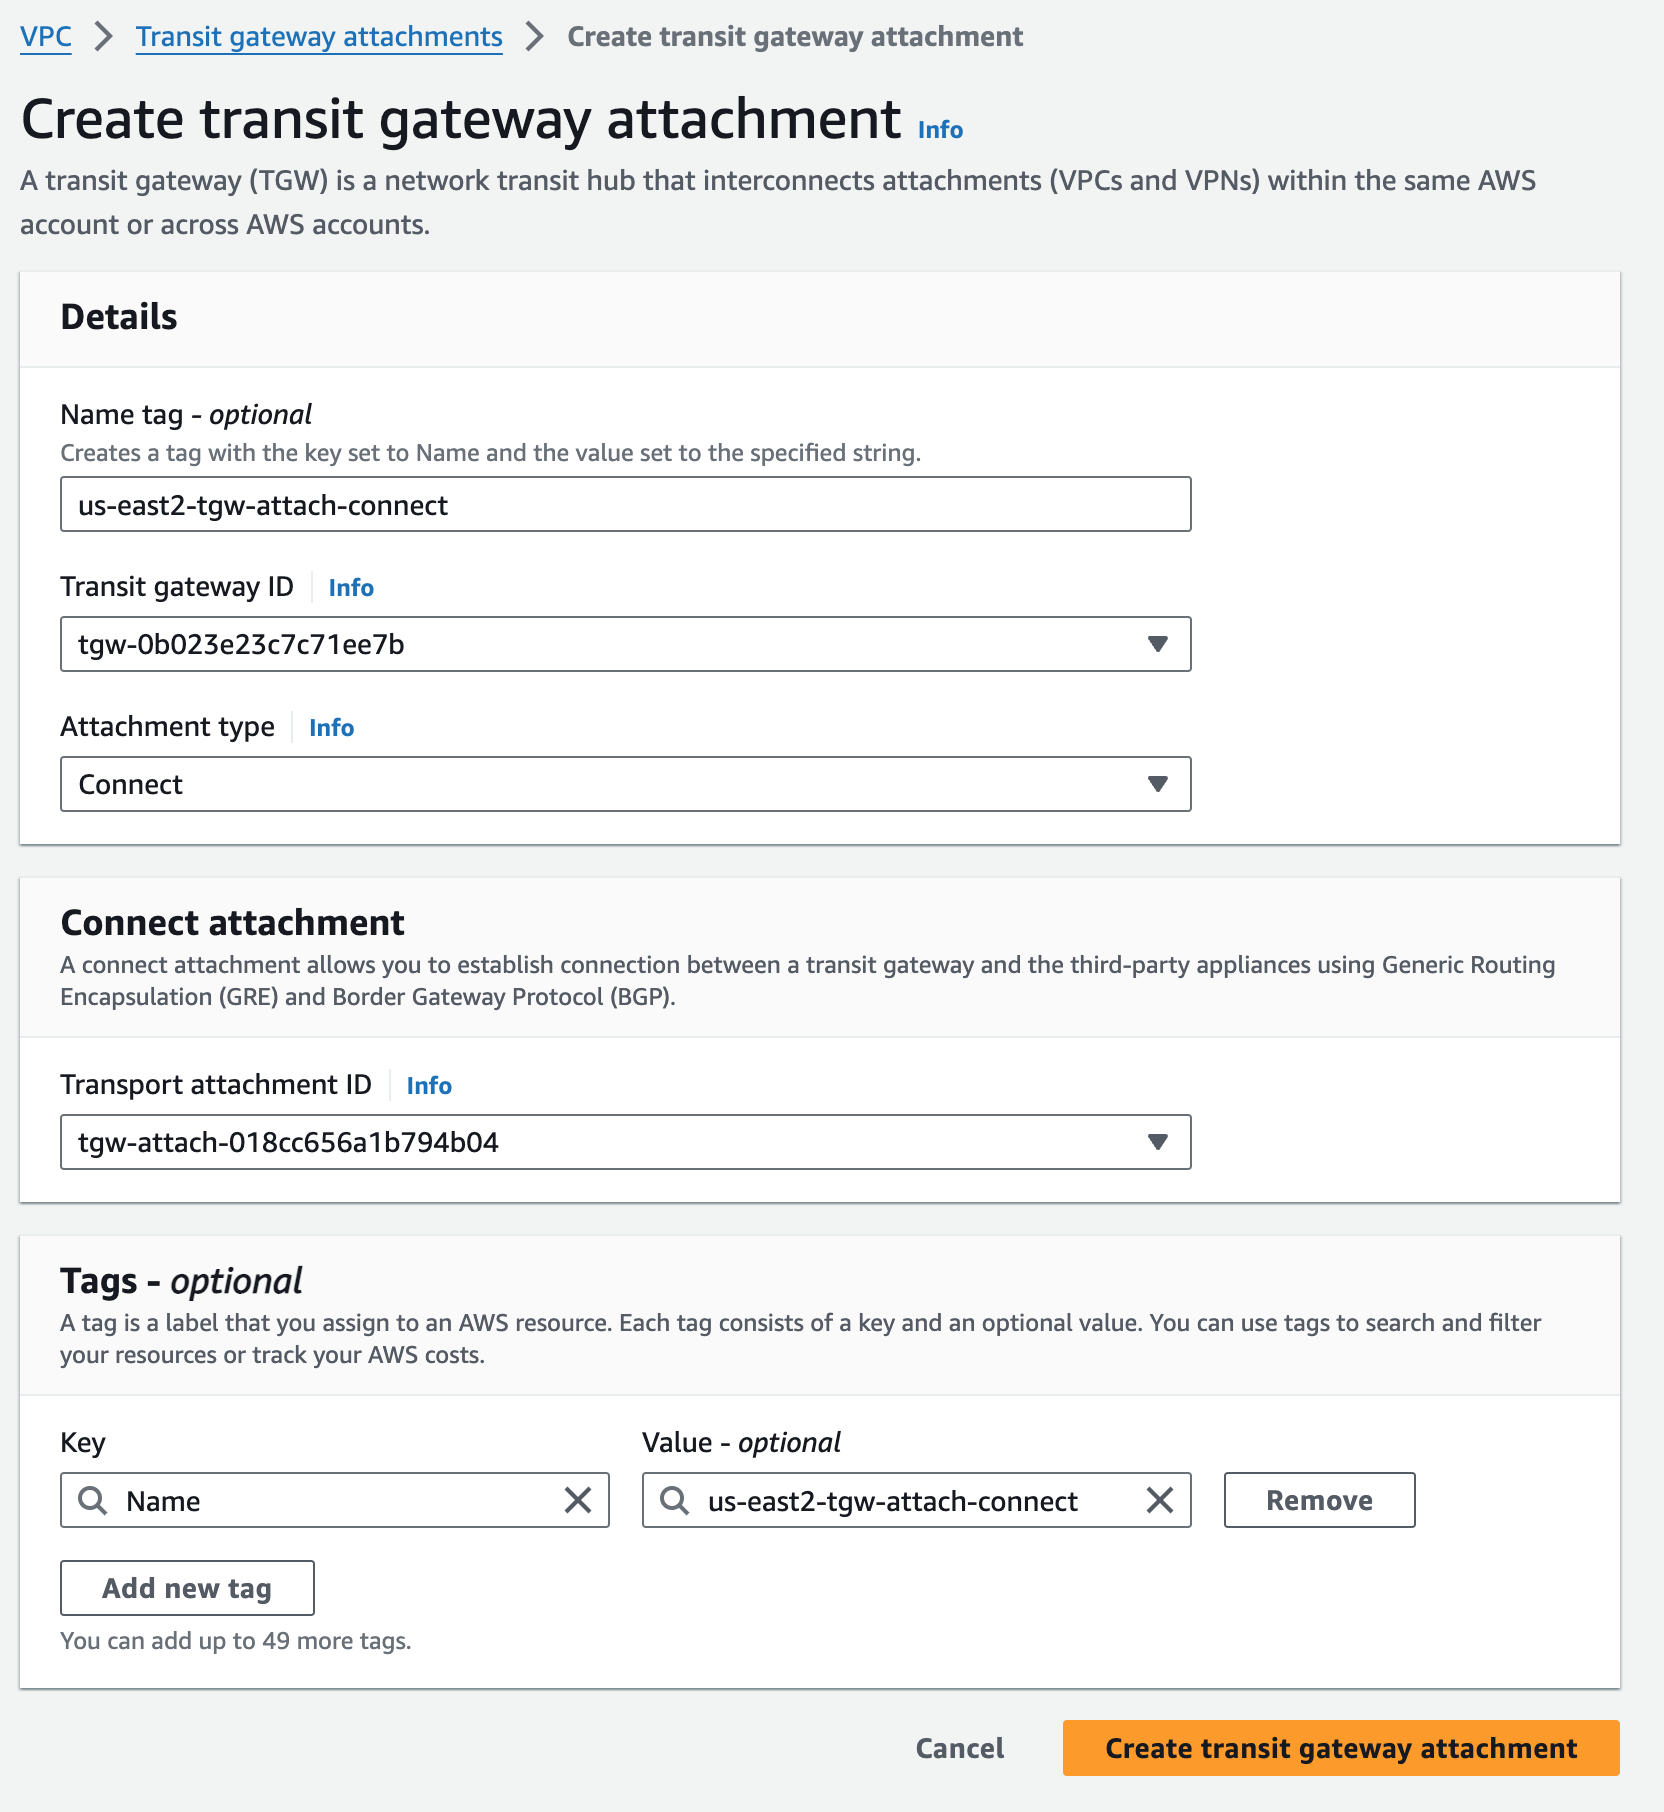 VPC > Transit gateway attachments > Create transit gateway attachment
Create transit gateway attachment Info
A transit gateway (TGW) is a network transit hub that interconnects attachments (VPCs and VPNs) within the same AWS
account or across AWS accounts.
Details
Name tag - optional
Creates a tag with the key set to Name and the value set to the specified string.
us-east2-tgw-attach-connect
Transit gateway ID Info
tgw-0b023e23c7c71ee7b
Attachment type Info
Connect
Connect attachment
A connect attachment allows you to establish connection between a transit gateway and the third-party appliances using Generic Routing
Encapsulation (GRE) and Border Gateway Protocol (BGP).
Transport attachment ID Info
tgw-attach-018cc656a1b794b04
Tags - optional
A tag is a label that you assign to an AWS resource. Each tag consists of a key and an optional value. You can use tags to search and filter
your resources or track your AWS costs.
Key Value - optional
Name us-east2-tgw-attach-connect Remove
Add new tag
You can add up to 49 more tags.
Cancel Create transit gateway attachment